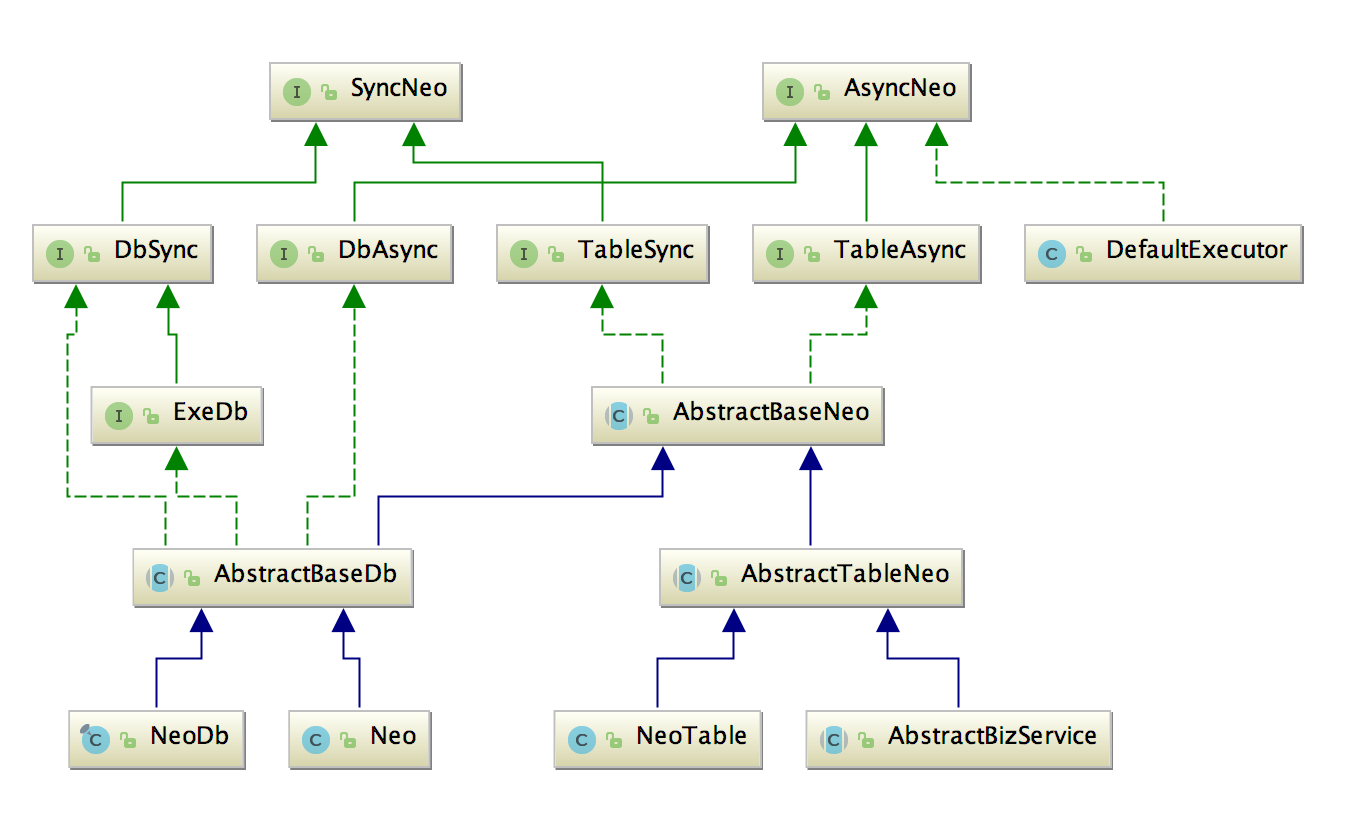 I SyncNeo
I AsyncNeo
I DbSync
I DbAsync
I TableSync
I TableAsync
C DefaultExecutor
I ExeDb
C AbstractBaseNeo
C AbstractBaseDb
C AbstractTableNeo
C NeoDb
C Neo
C NeoTable
C AbstractBizService